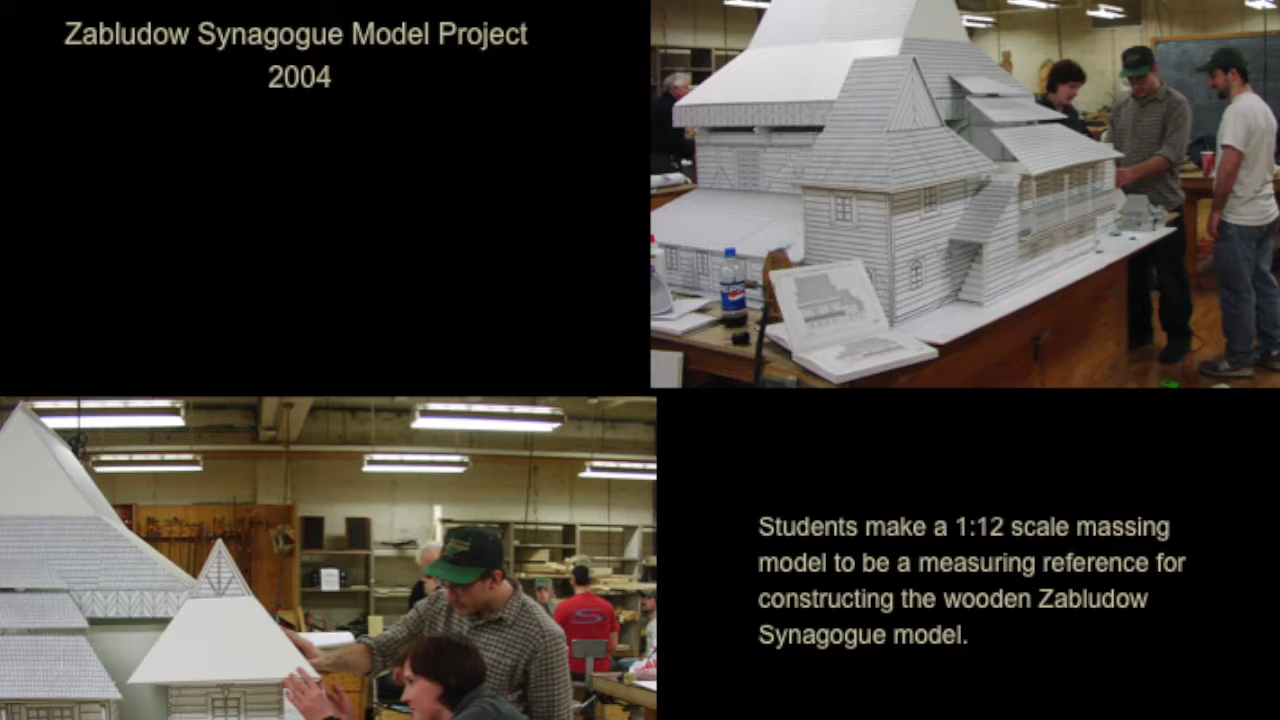 Zabludow Synagogue Model Project
2004
PEPSI
Students make a 1:12 scale massing
model to be a measuring reference for
constructing the wooden Zabludow
Synagogue model.